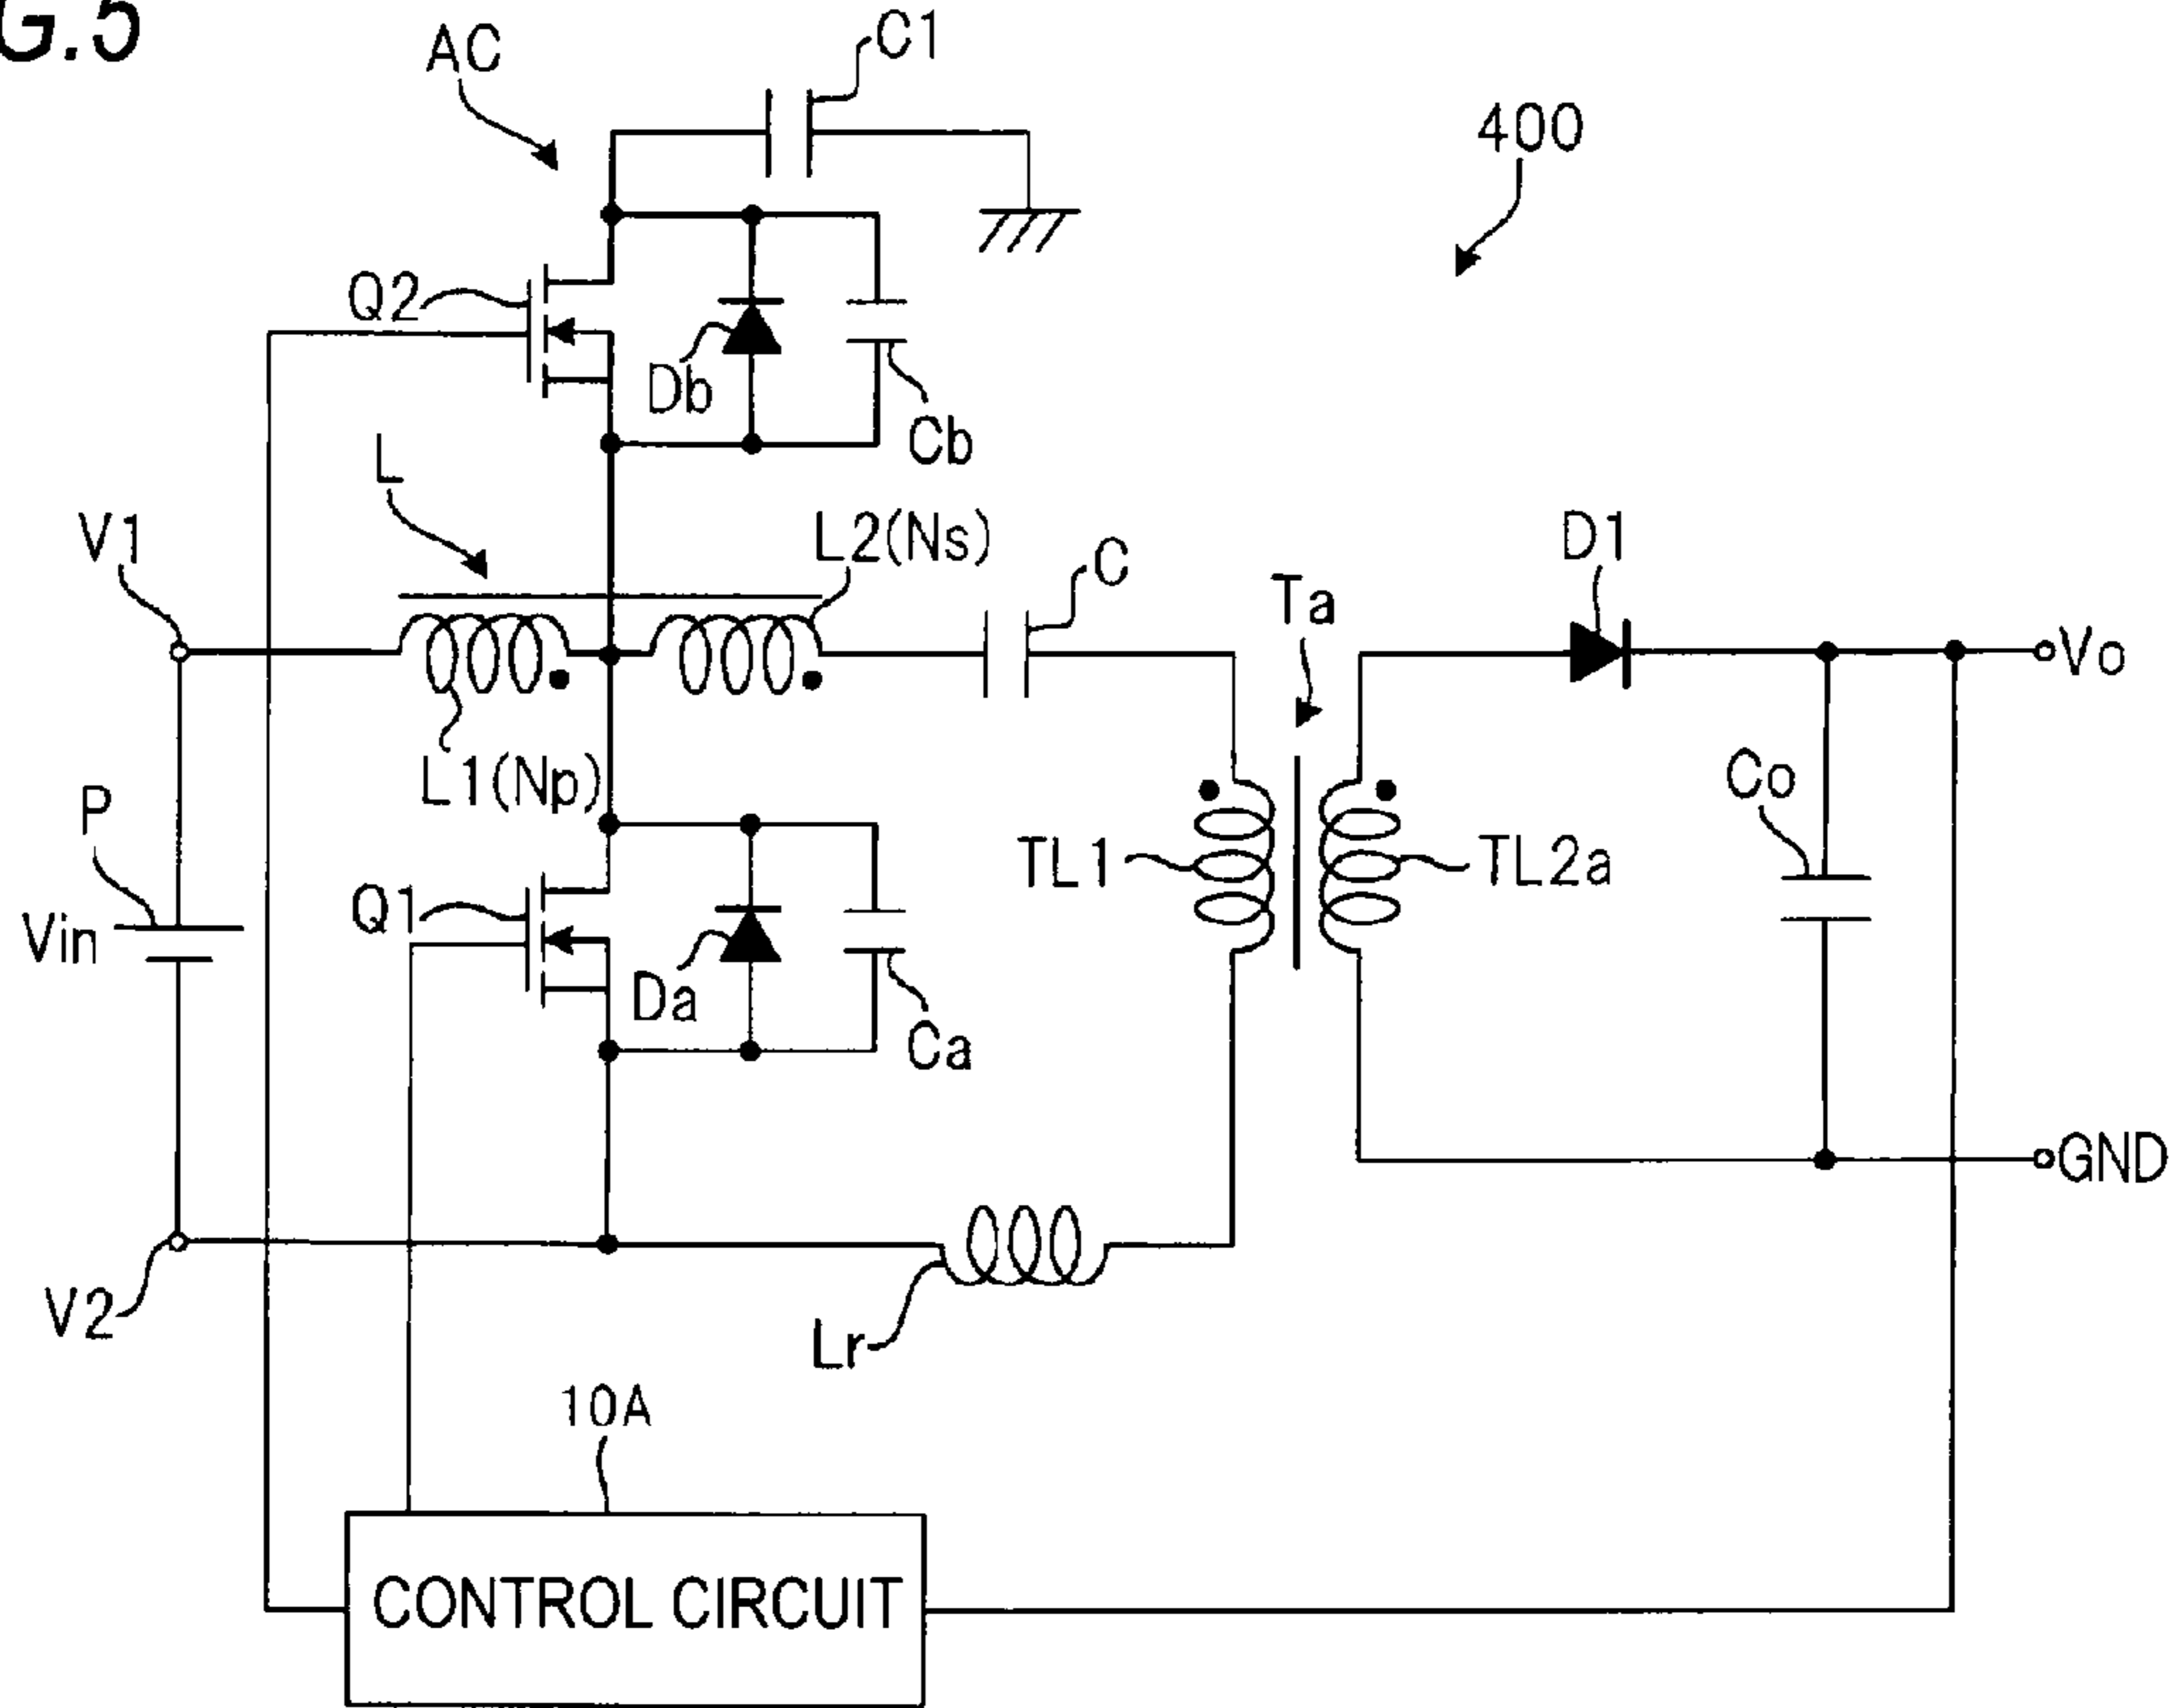 G.5
AC
C1
400
Q2
Db
Cb
L
V1
L2(Ns)
C
Ta
D1
Vo
L1(Np)
P
Vin
Q1
Da
Ca
TL1
TL2a
Co
GND
V2
Lr
10A
CONTROL CIRCUIT